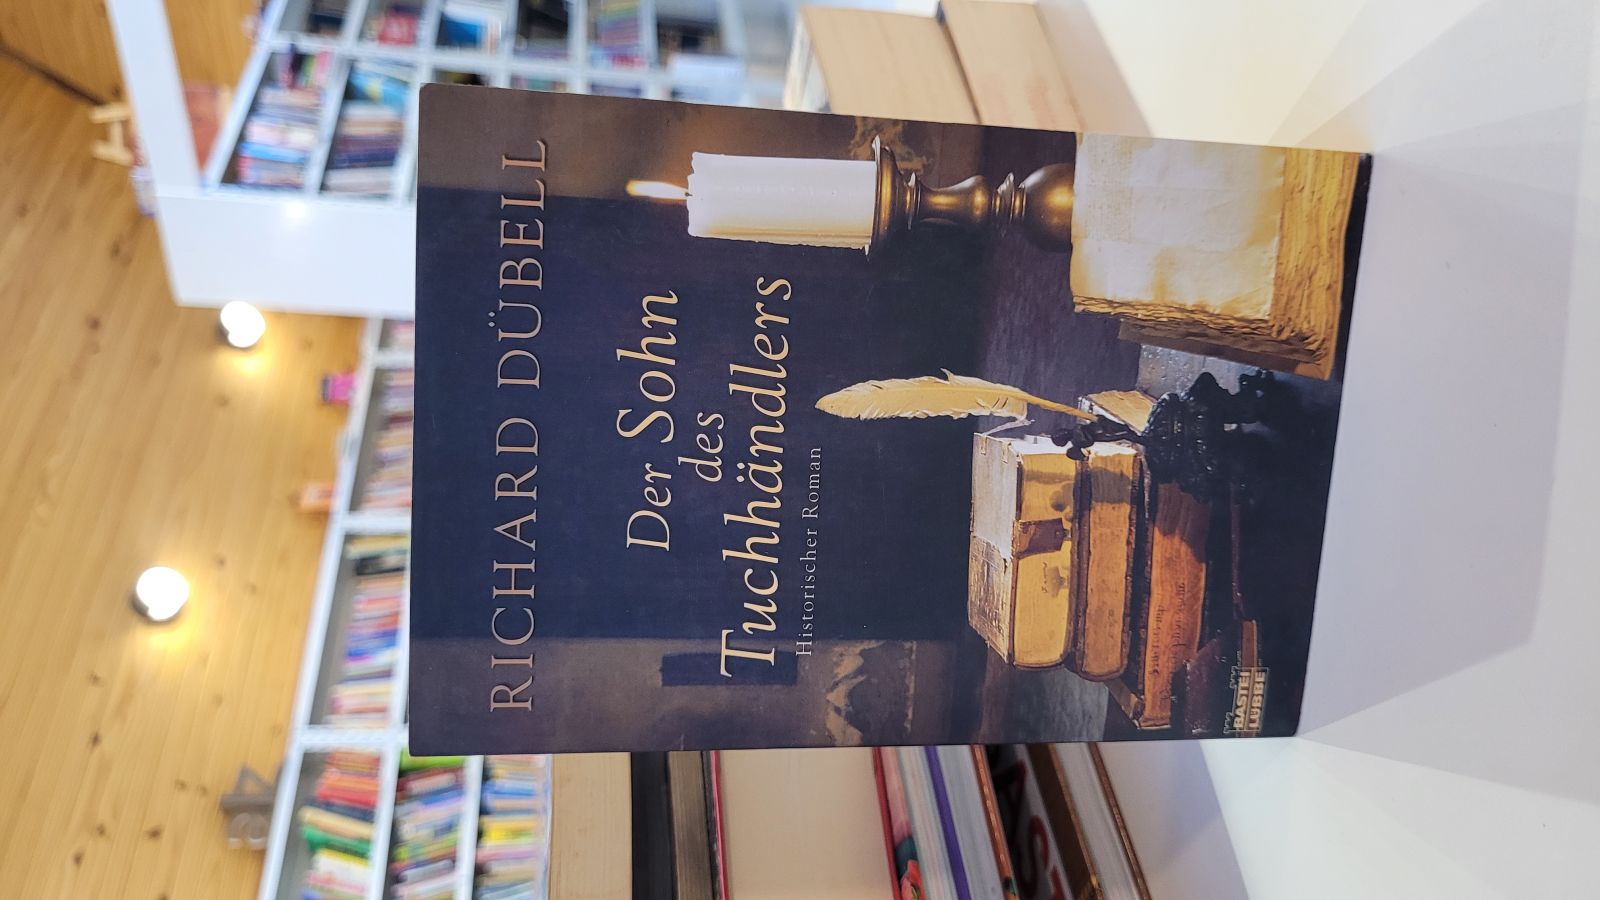 RICHARD DÜBELL
Der Sohn
des
Tuchhändlers
Historischer Roman
BASTEI
LÜBBE